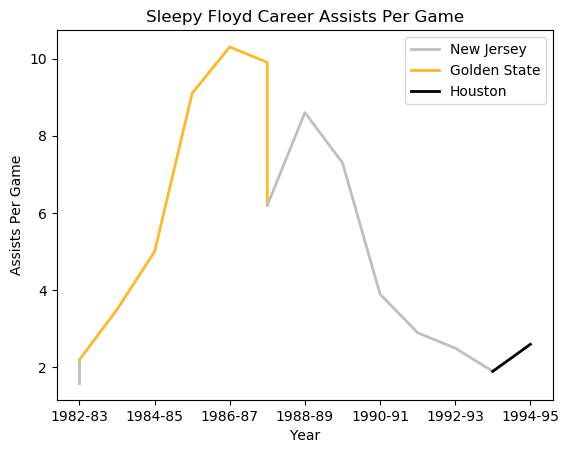 Sleepy Floyd Career Assists Per Game
New Jersey
Golden State
Houston
Assists Per Game
10
8
6
4
2
1982-83 1984-85 1986-87 1988-89 1990-91 1992-93 1994-95
Year